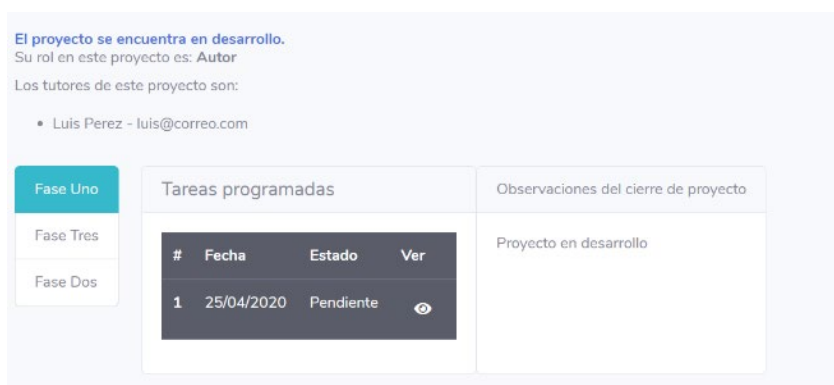 El proyecto se encuentra en desarrollo.
Su rol en este proyecto es: Autor
Los tutores de este proyecto son:
• Luis Perez - luis@correo.com
Fase Uno
Fase Tres
Fase Dos
Tareas programadas
# Fecha Estado Ver
1 25/04/2020 Pendiente
Observaciones del cierre de proyecto
Proyecto en desarrollo